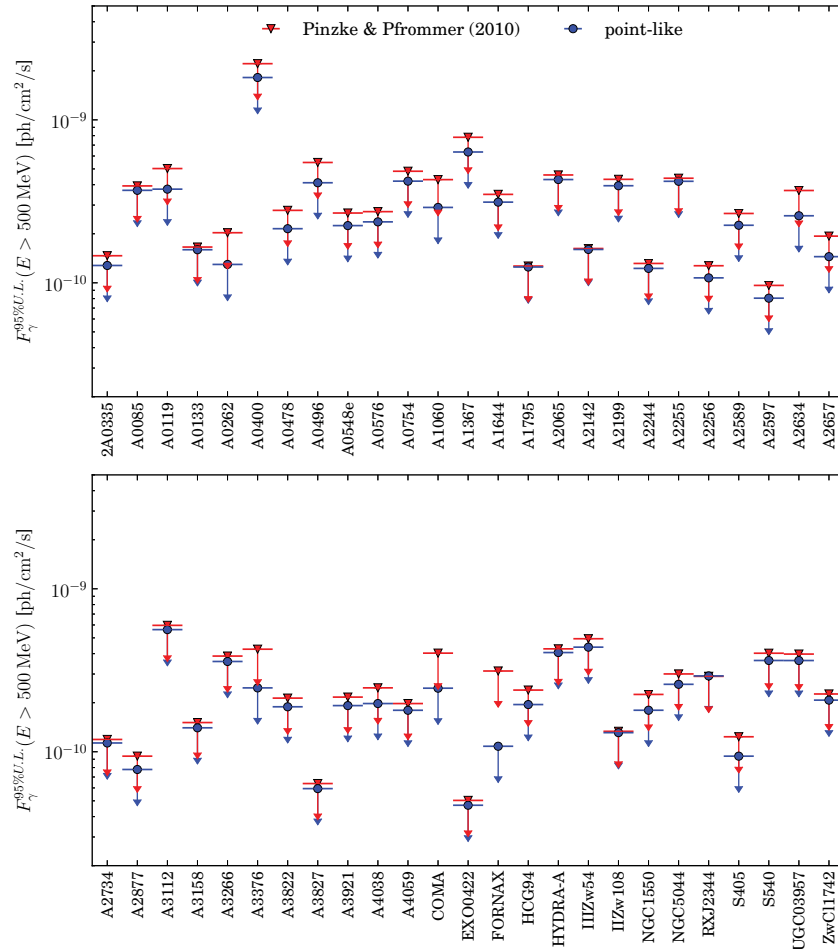 Pinzke & Pfrommer (2010) point-like
F_γ^{95%U.L.} (E > 500 MeV) [ph/cm²/s]
10⁻⁹
10⁻¹⁰
2A0335 A0085 A0119 A0133 A0262 A0400 A0478 A0496 A0548e A0576 A0754 A1060 A1367 A1644 A1795 A2065 A2142 A2199 A2244 A2255 A2256 A2589 A2597 A2634 A2657
F_γ^{95%U.L.} (E > 500 MeV) [ph/cm²/s]
10⁻⁹
10⁻¹⁰
A2734 A2877 A3112 A3158 A3266 A3376 A3822 A3827 A3921 A4038 A4059 COMA EXO0422 FORNAX HCG94 HYDRA-A IIIZw54 IIZw108 NGC1550 NGC5044 RXJ2344 S405 S540 UGC03957 ZwCl1742